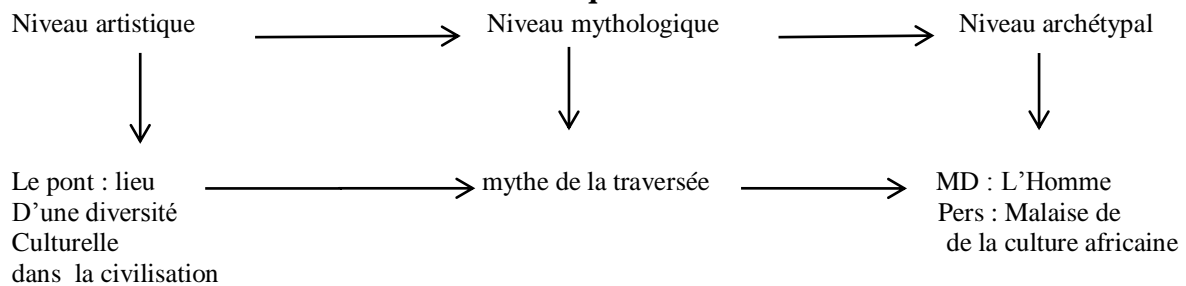 Niveau artistique
Niveau mythologique
Niveau archétypal
Le pont : lieu
D'une diversité
Culturelle
dans la civilisation
mythe de la traversée
MD : L'Homme
Pers : Malaise de
de la culture africaine